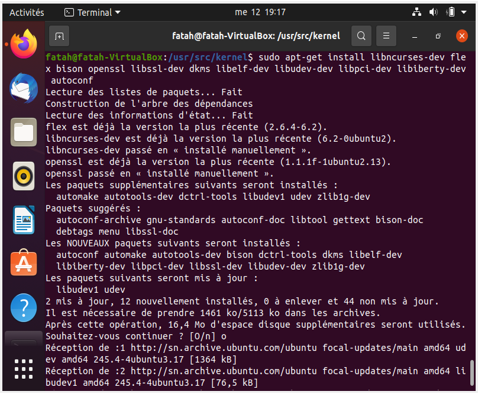 Activités
Terminal
me 12 19:17
fatah@fatah-VirtualBox: /usr/src/kernel
fatah@fatah-VirtualBox:/usr/src/kernel$ sudo apt-get install libncurses-dev fle
x bison openssl libssl-dev dkms libelf-dev libudev-dev libpci-dev libiberty-dev
autoconf
Lecture des listes de paquets... Fait
Construction de l'arbre des dépendances
Lecture des informations d'état... Fait
flex est déjà la version la plus récente (2.6.4-6.2).
libncurses-dev est déjà la version la plus récente (6.2-0ubuntu2).
libncurses-dev passé en « installé manuellement ».
openssl est déjà la version la plus récente (1.1.1f-1ubuntu2.13).
openssl passé en « installé manuellement ».
Les paquets supplémentaires suivants seront installés :
automake autotools-dev dctrl-tools libudev1 udev zlib1g-dev
Paquets suggérés :
autoconf-archive gnu-standards autoconf-doc libtool gettext bison-doc
debtags menu libssl-doc
Les NOUVEAUX paquets suivants seront installés :
autoconf automake autotools-dev bison dctrl-tools dkms libelf-dev
libiberty-dev libpci-dev libssl-dev libudev-dev zlib1g-dev
Les paquets suivants seront mis à jour :
libudev1 udev
2 mis à jour, 12 nouvellement installés, 0 à enlever et 44 non mis à jour.
Il est nécessaire de prendre 1461 ko/5113 ko dans les archives.
Après cette opération, 16,4 Mo d'espace disque supplémentaires seront utilisés.
Souhaitez-vous continuer ? [O/n] o
Réception de :1 http://sn.archive.ubuntu.com/ubuntu focal-updates/main amd64 ud
ev amd64 245.4-4ubuntu3.17 [1364 kB]
Réception de :2 http://sn.archive.ubuntu.com/ubuntu focal-updates/main amd64 li
budev1 amd64 245.4-4ubuntu3.17 [76,5 kB]